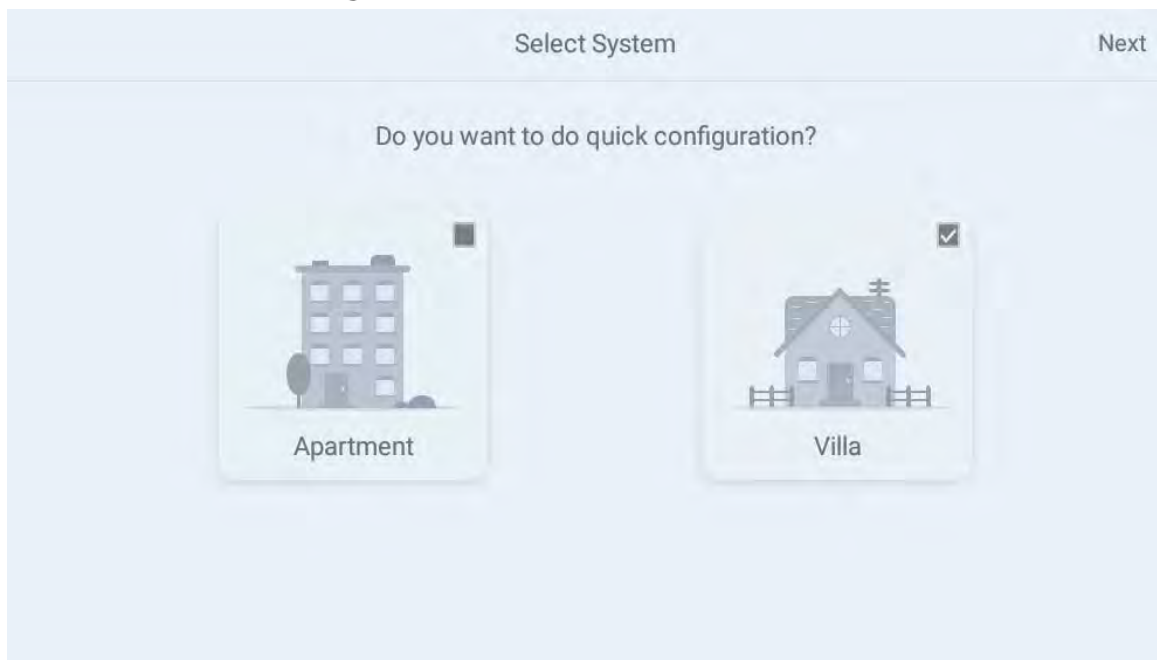 Select System
Next
Do you want to do quick configuration?
Apartment
Villa